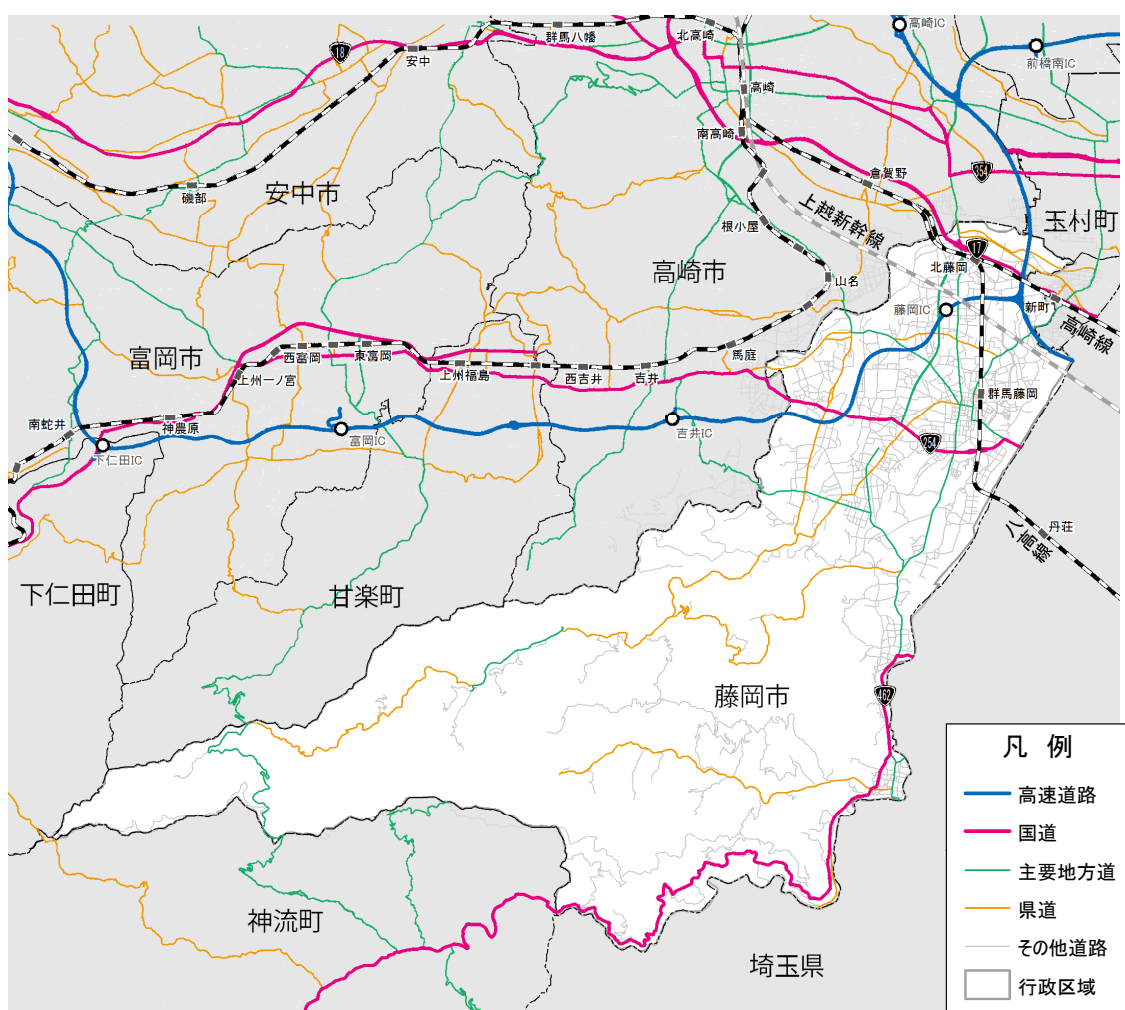 高崎IC
群馬八幡
北高崎
18
安中
前橋南IC
高崎
南高崎
354
倉賀野
磯部
安中市
上越新幹線
玉村町
根小屋
17
高崎市
北藤岡
山名
藤岡IC
新町
高崎線
富岡市
西富岡
東富岡
馬庭
上州一ノ宮
上州福島
西吉井
吉井
群馬藤岡
南蛇井
神農原
富岡IC
吉井IC
254
下仁田IC
丹荘
八高線
下仁田町
甘楽町
藤岡市
462
神流町
埼玉県
凡 例
高速道路
国道
主要地方道
県道
その他道路
行政区域